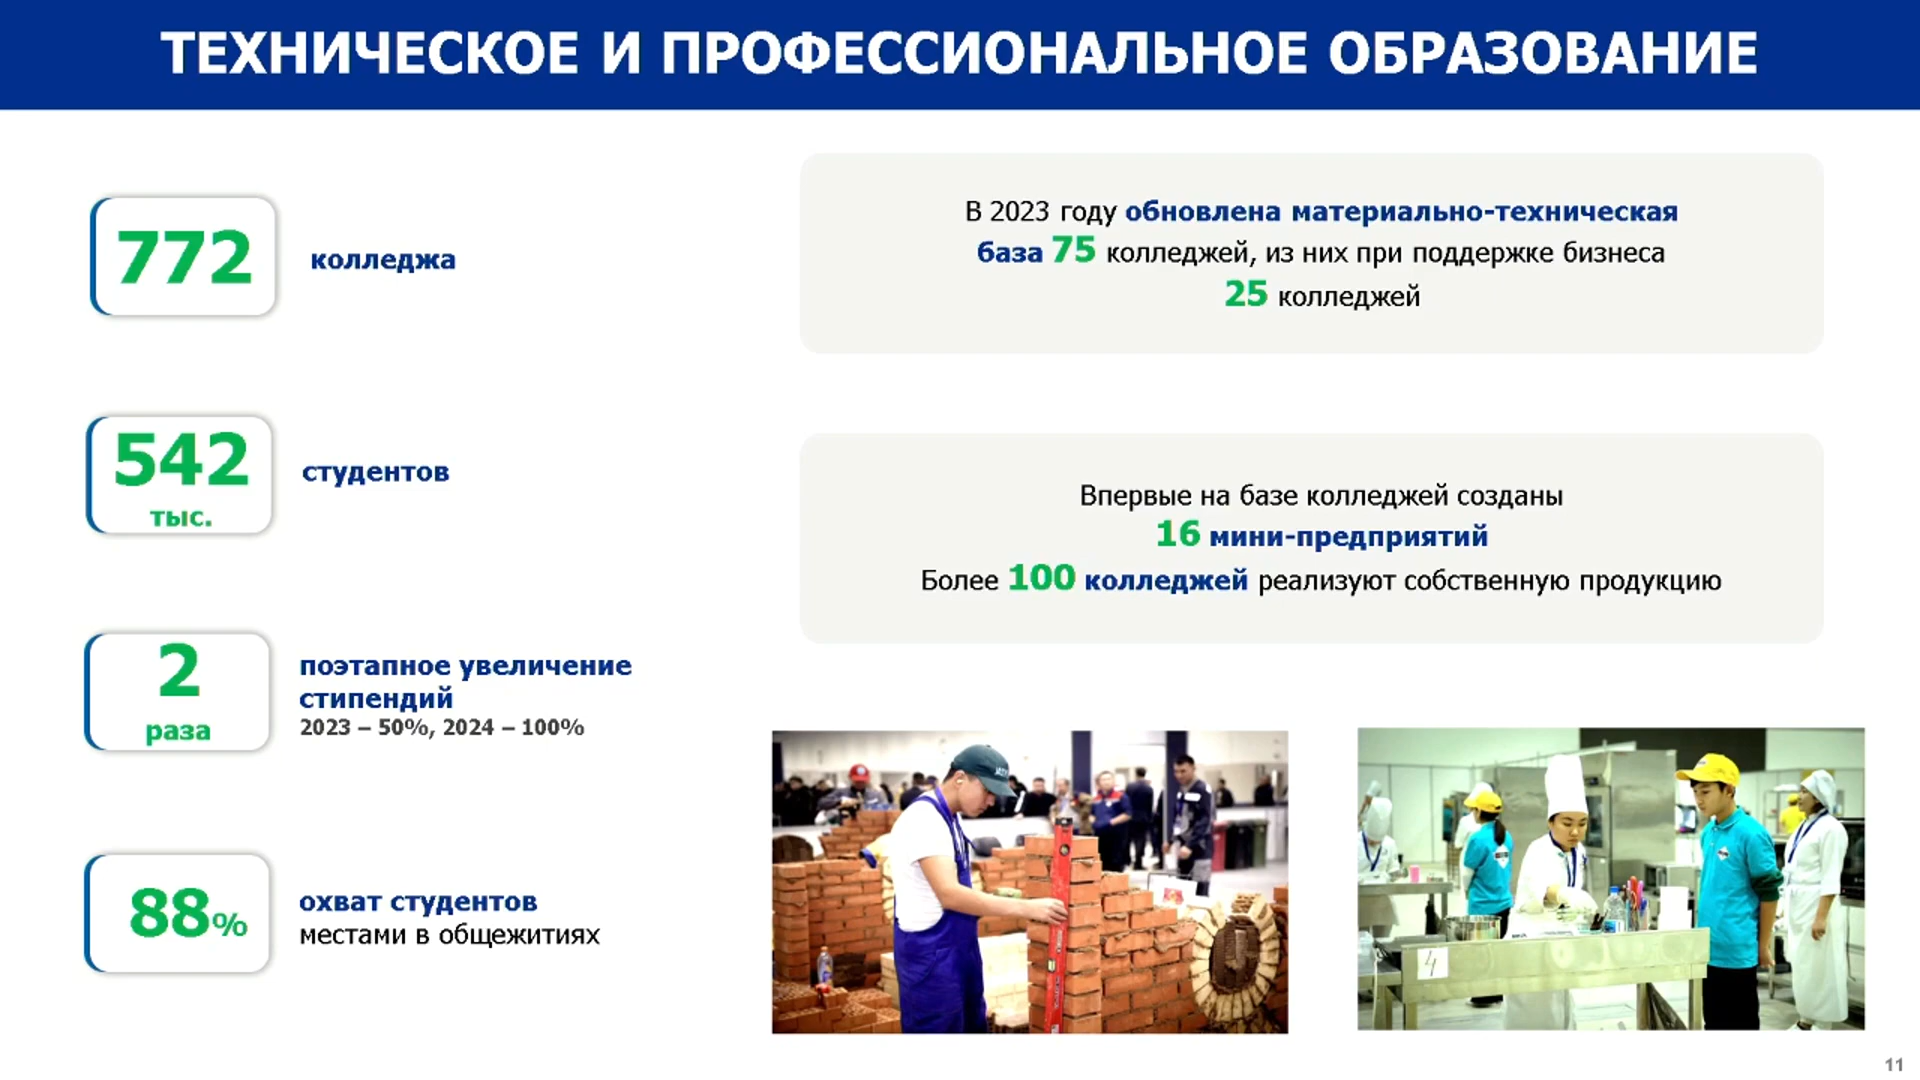 ТЕХНИЧЕСКОЕ И ПРОФЕССИОНАЛЬНОЕ ОБРАЗОВАНИЕ
772
колледжа
542
тыс.
студентов
2
раза
поэтапное увеличение
стипендий
2023 – 50%, 2024 – 100%
88%
охват студентов
местами в общежитиях
В 2023 году обновлена материально-техническая
база 75 колледжей, из них при поддержке бизнеса
25 колледжей
Впервые на базе колледжей созданы
16 мини-предприятий
Более 100 колледжей реализуют собственную продукцию
4
11